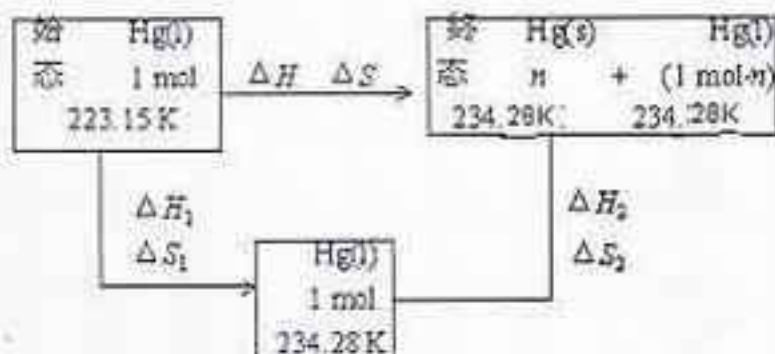 始 Hg(l)
态 1 mol
223.15 K
ΔH ΔS
终 Hg(s) Hg(l)
态 n + (1 mol-n)
234.28K 234.28K
ΔH₁
ΔS₁
Hg(l)
1 mol
234.28 K
ΔH₂
ΔS₂